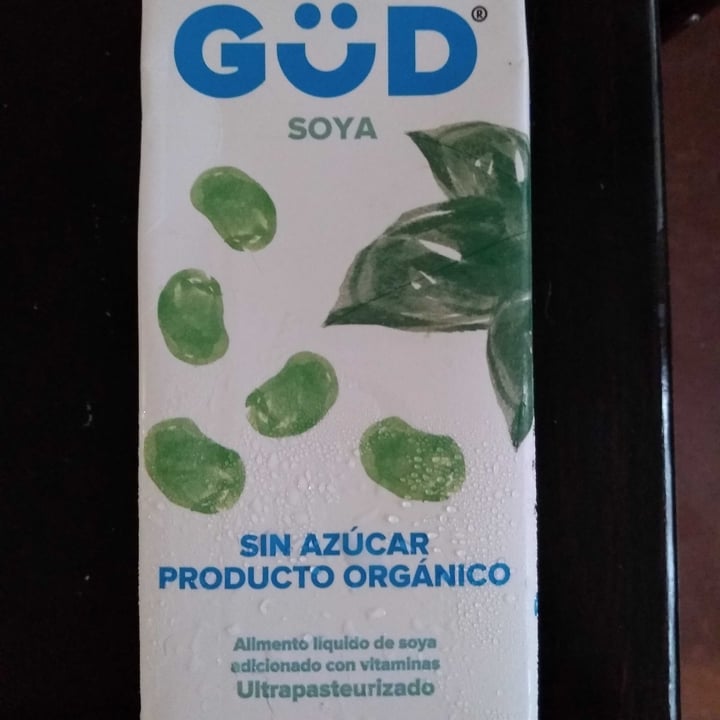 GÜD®
SOYA
SIN AZÚCAR
PRODUCTO ORGÁNICO
Alimento líquido de soya
adicionado con vitaminas
Ultrapasteurizado